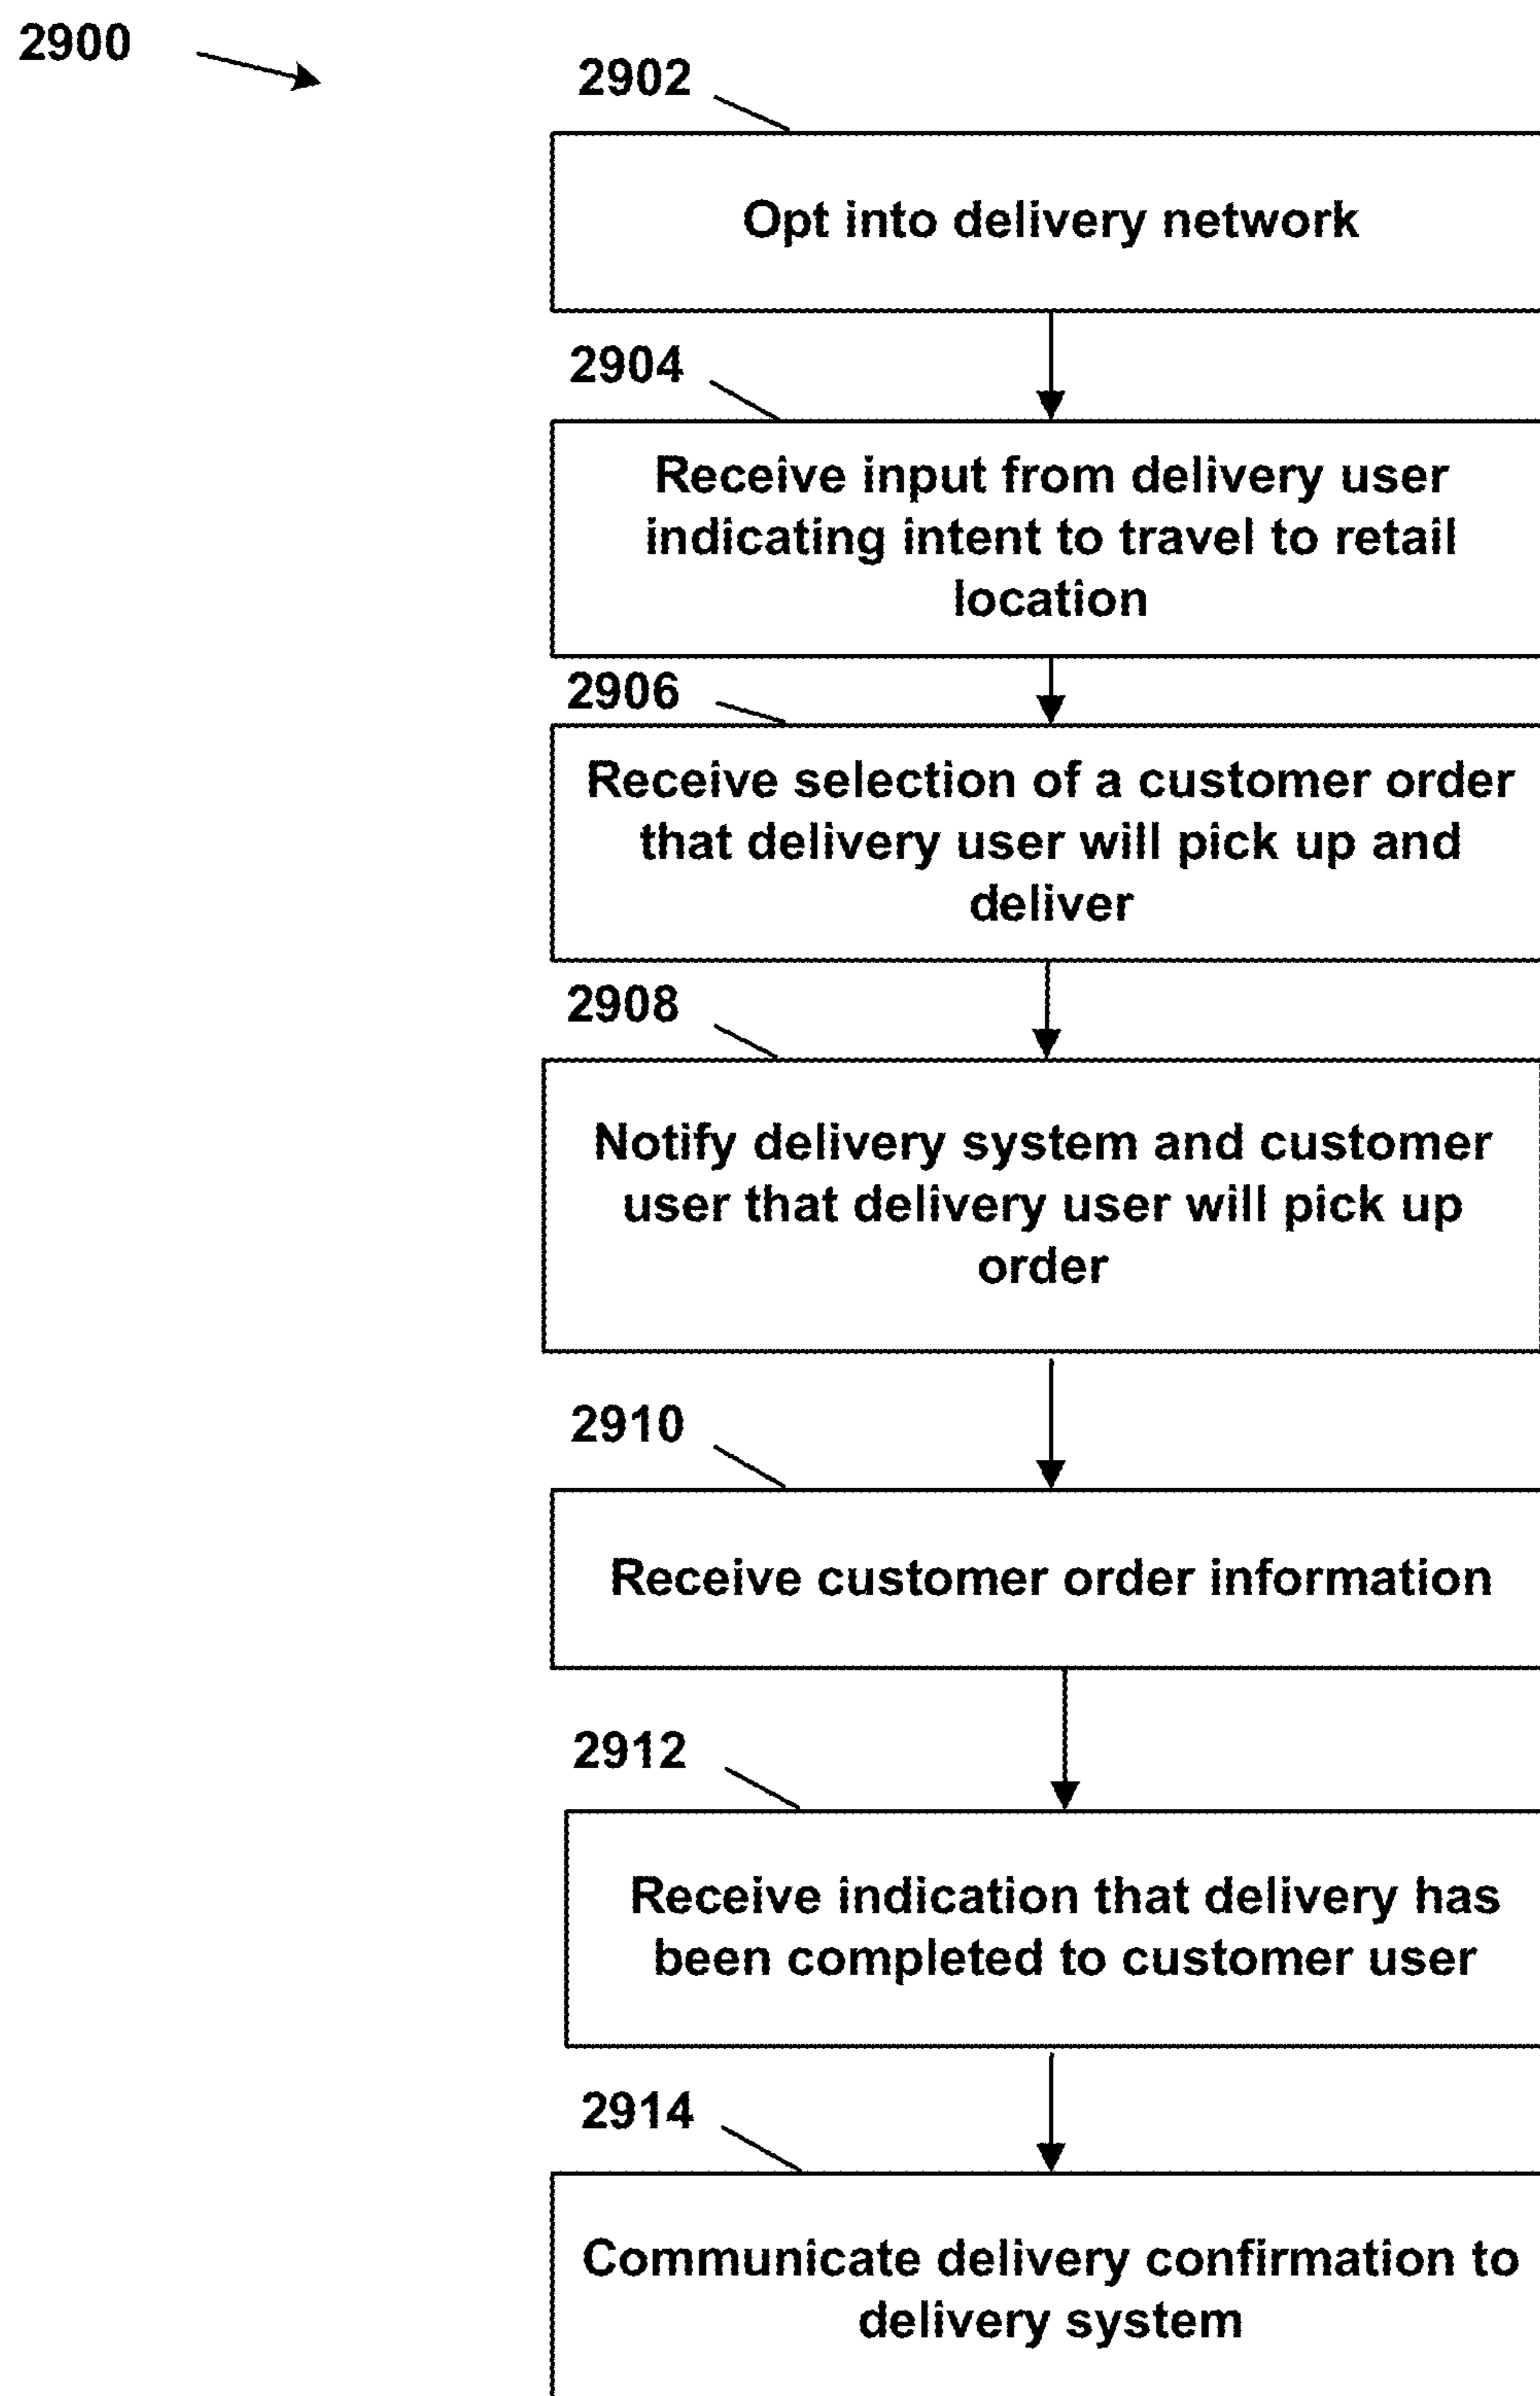 2900
2902
Opt into delivery network
2904
Receive input from delivery user
indicating intent to travel to retail
location
2906
Receive selection of a customer order
that delivery user will pick up and
deliver
2908
Notify delivery system and customer
user that delivery user will pick up
order
2910
Receive customer order information
2912
Receive indication that delivery has
been completed to customer user
2914
Communicate delivery confirmation to
delivery system